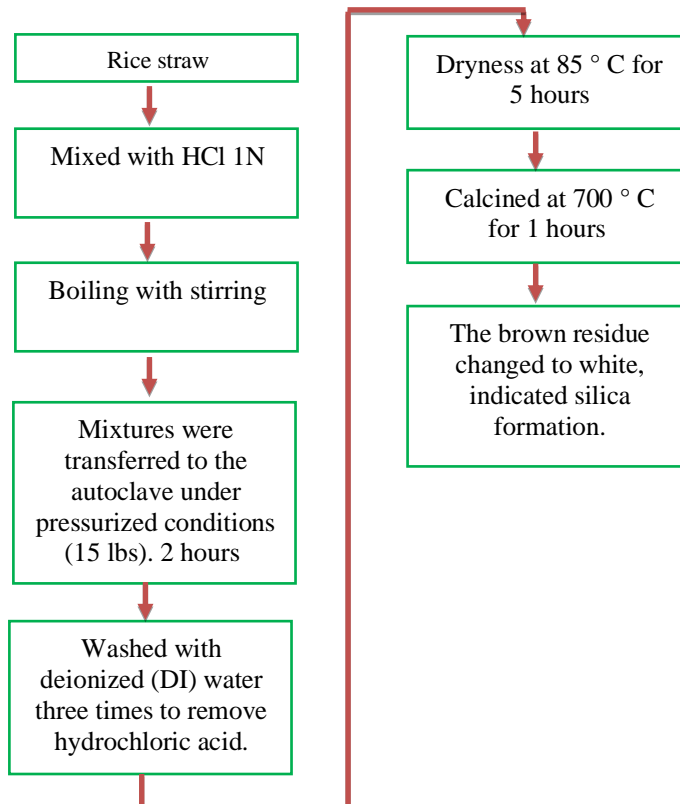 Rice straw
Mixed with HCl 1N
Boiling with stirring
Mixtures were
transferred to the
autoclave under
pressurized conditions
(15 lbs). 2 hours
Washed with
deionized (DI) water
three times to remove
hydrochloric acid.
Dryness at 85 ° C for
5 hours
Calcined at 700 ° C
for 1 hours
The brown residue
changed to white,
indicated silica
formation.